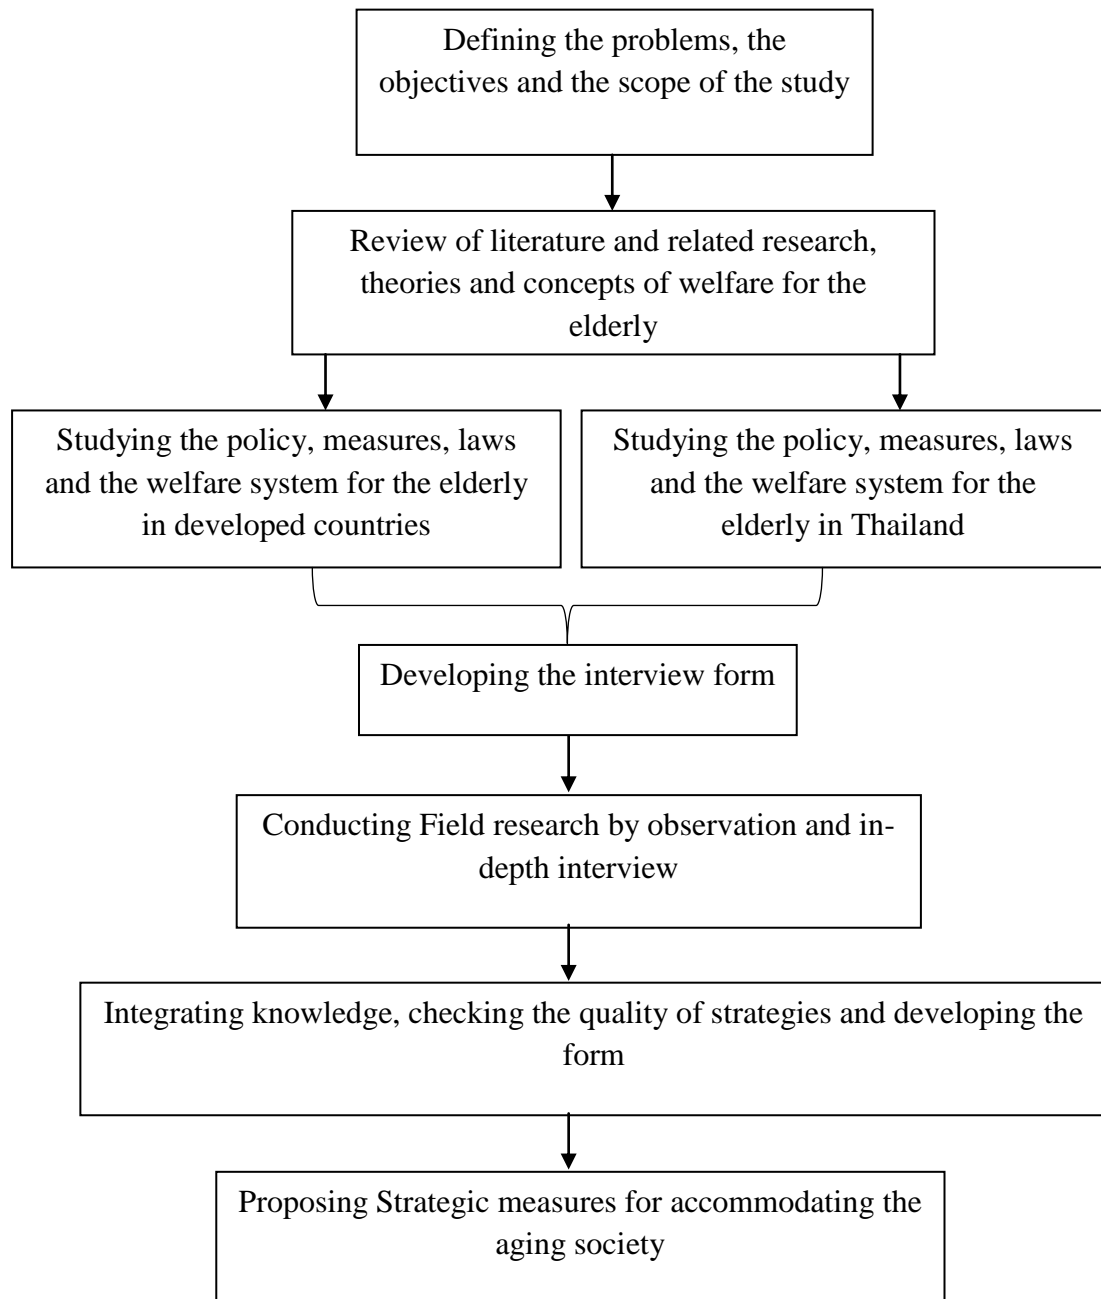 Defining the problems, the
objectives and the scope of the study
Review of literature and related research,
theories and concepts of welfare for the
elderly
Studying the policy, measures, laws
and the welfare system for the elderly
in developed countries
Studying the policy, measures, laws
and the welfare system for the
elderly in Thailand
Developing the interview form
Conducting Field research by observation and in-
depth interview
Integrating knowledge, checking the quality of strategies and developing the
form
Proposing Strategic measures for accommodating the
aging society